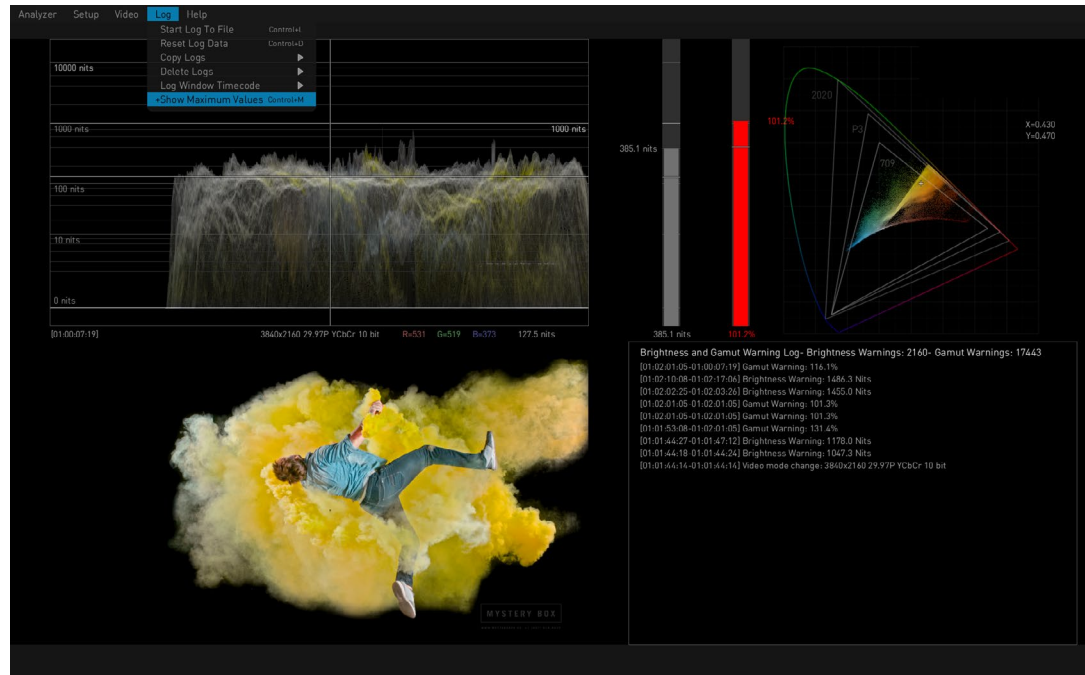 Analyzer Setup Video Log Help
Start Log To File Control+L
Reset Log Data Control+D
Copy Logs
Delete Logs
Log Window Timecode
+Show Maximum Values Control+M
10000 nits
1000 nits 1000 nits
100 nits
10 nits
0 nits
[01:00:07:19] 3840x2160 29.97P YCbCr 10 bit R=531 G=519 B=373 127.5 nits
385.1 nits
385.1 nits
101.2%
101.2%
2020
P3
709
X=0.430
Y=0.470
Brightness and Gamut Warning Log- Brightness Warnings: 2160- Gamut Warnings: 17443
[01:02:01:05-01:00:07:19] Gamut Warning: 116.1%
[01:02:10:08-01:02:17:06] Brightness Warning: 1486.3 Nits
[01:02:02:25-01:02:03:26] Brightness Warning: 1455.0 Nits
[01:02:01:05-01:02:01:05] Gamut Warning: 101.3%
[01:02:01:05-01:02:01:05] Gamut Warning: 101.3%
[01:01:53:08-01:02:01:05] Gamut Warning: 131.4%
[01:01:44:27-01:01:47:12] Brightness Warning: 1178.0 Nits
[01:01:44:18-01:01:44:24] Brightness Warning: 1047.3 Nits
[01:01:44:14-01:01:44:14] Video mode change: 3840x2160 29.97P YCbCr 10 bit
MYSTERY BOX